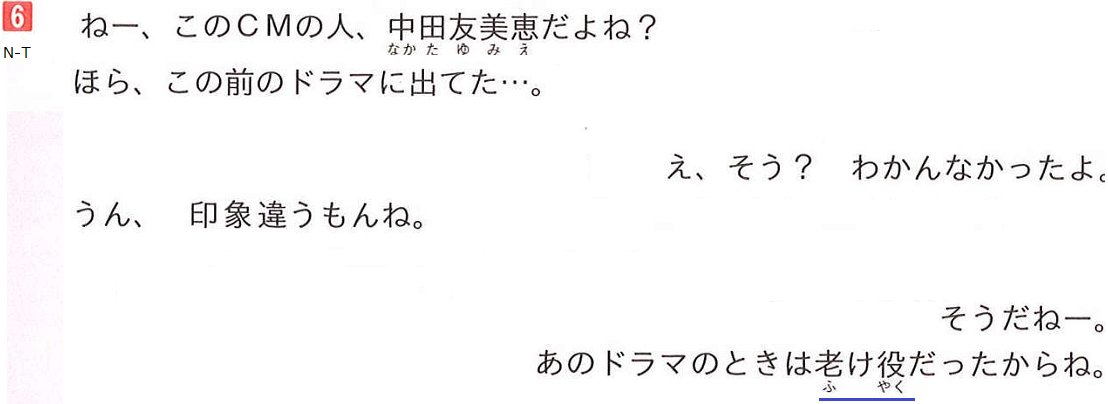 6
N-T
ねー、このＣＭの人、中田友美恵だよね？
なか た ゆ み え
ほら、この前のドラマに出てた…。
え、そう？　わかんなかったよ。
うん、　印象違うもんね。
そうだねー。
あのドラマのときは老け役だったからね。
ふ やく